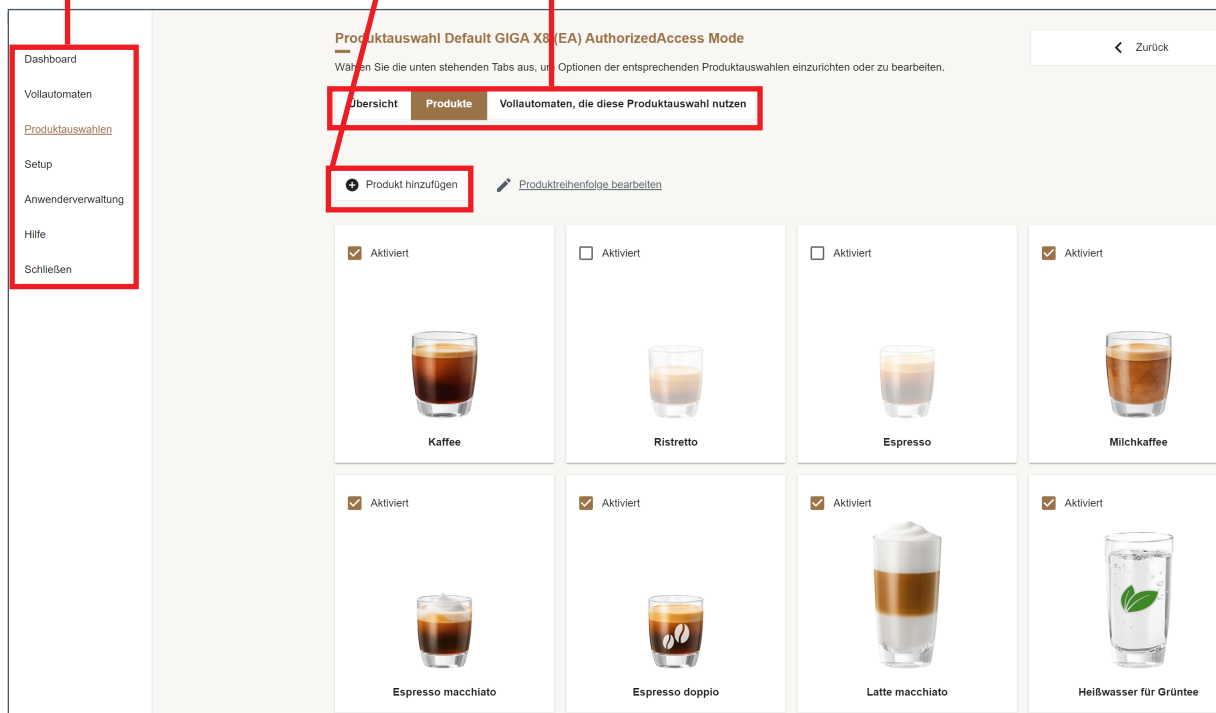 Dashboard
Vollautomaten
Produktauswahlen
Setup
Anwenderverwaltung
Hilfe
Schließen
Produktauswahl Default GIGA X8 (EA) AuthorizedAccess Mode
Wählen Sie die unten stehenden Tabs aus, um Optionen der entsprechenden Produktauswahlen einzurichten oder zu bearbeiten.
Zurück
Übersicht Produkte Vollautomaten, die diese Produktauswahl nutzen
Produkt hinzufügen Produktreihenfolge bearbeiten
Aktiviert Aktiviert Aktiviert Aktiviert
Kaffee Ristretto Espresso Milchkaffee
Aktiviert Aktiviert Aktiviert Aktiviert
Espresso macchiato Espresso doppio Latte macchiato Heißwasser für Grüntee